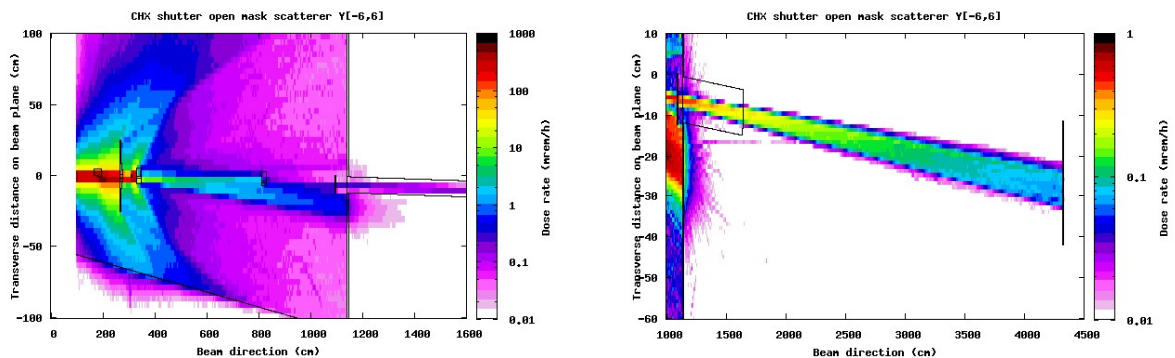 CHX shutter open mask scatterer Y[-6,6]
Transverse distance on beam plane (cm)
100
50
0
-50
-100
0 200 400 600 800 1000 1200 1400 1600
Beam direction (cm)
1000
100
10
1
0.1
0.01
Dose rate (mrem/h)
CHX shutter open mask scatterer Y[-6,6]
Transverse distance on beam plane (cm)
10
0
-10
-20
-30
-40
-50
-60
1000 1500 2000 2500 3000 3500 4000 4500
Beam direction (cm)
1
0.1
0.01
Dose rate (mrem/h)